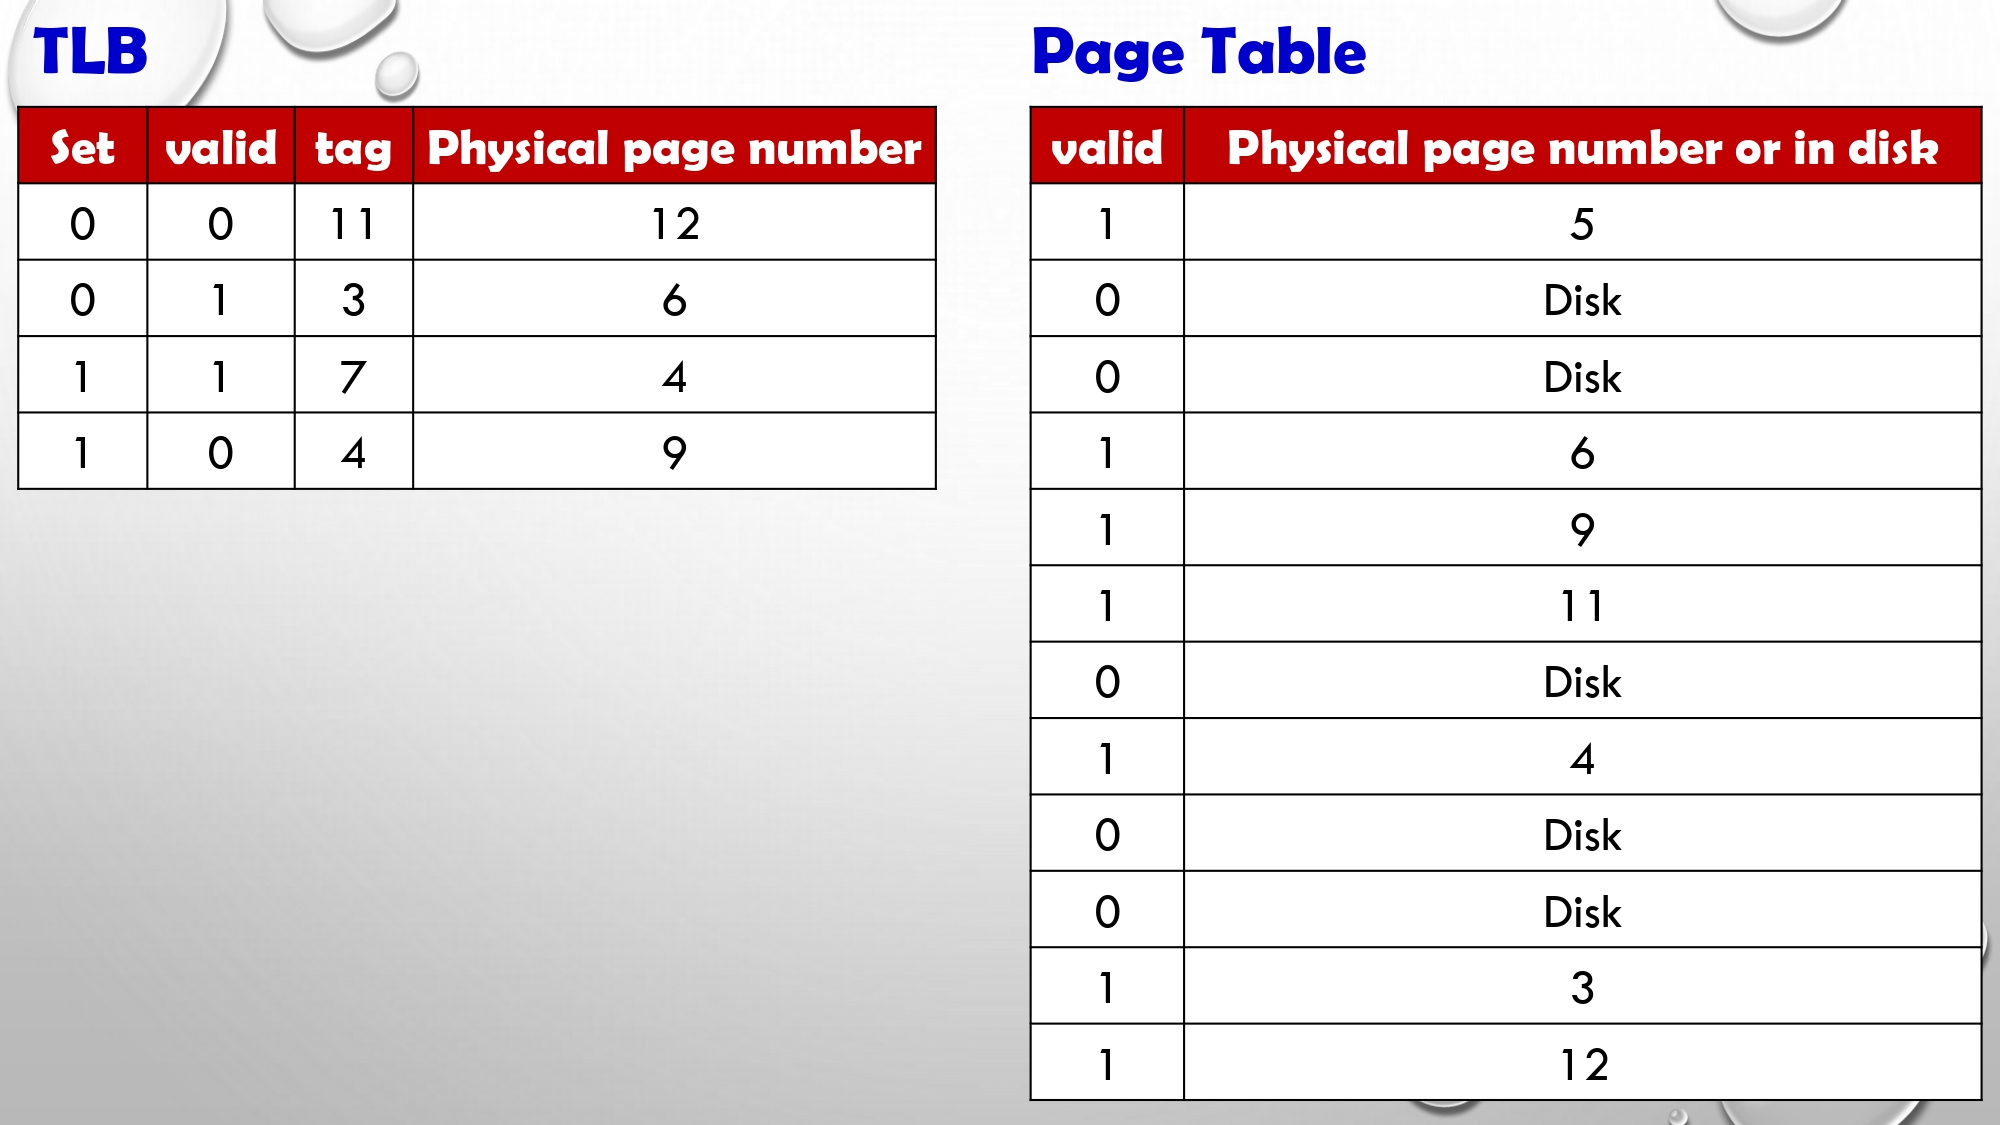 TLB
Set valid tag Physical page number
0 0 11 12
0 1 3 6
1 1 7 4
1 0 4 9
Page Table
valid Physical page number or in disk
1 5
0 Disk
0 Disk
1 6
1 9
1 11
0 Disk
1 4
0 Disk
0 Disk
1 3
1 12